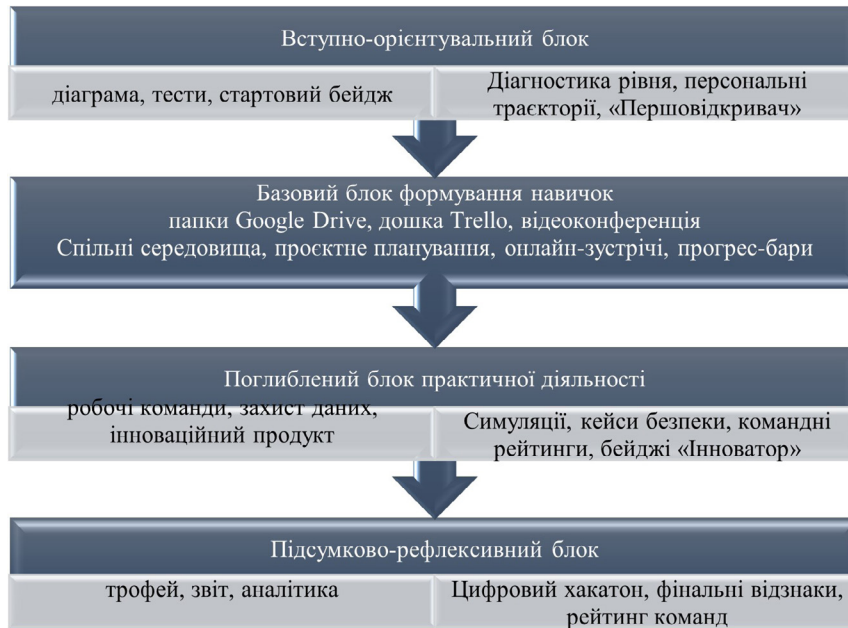 Вступно-орієнтувальний блок
діаграма, тести, стартовий бейдж
Діагностика рівня, персональні
траєкторії, «Першовідкривач»
Базовий блок формування навичок
папки Google Drive, дошка Trello, відеоконференція
Спільні середовища, проєктне планування, онлайн-зустрічі, прогрес-бари
Поглиблений блок практичної діяльності
робочі команди, захист даних,
інноваційний продукт
Симуляції, кейси безпеки, командні
рейтинги, бейджі «Інноватор»
Підсумково-рефлексивний блок
трофей, звіт, аналітика
Цифровий хакатон, фінальні відзнаки,
рейтинг команд